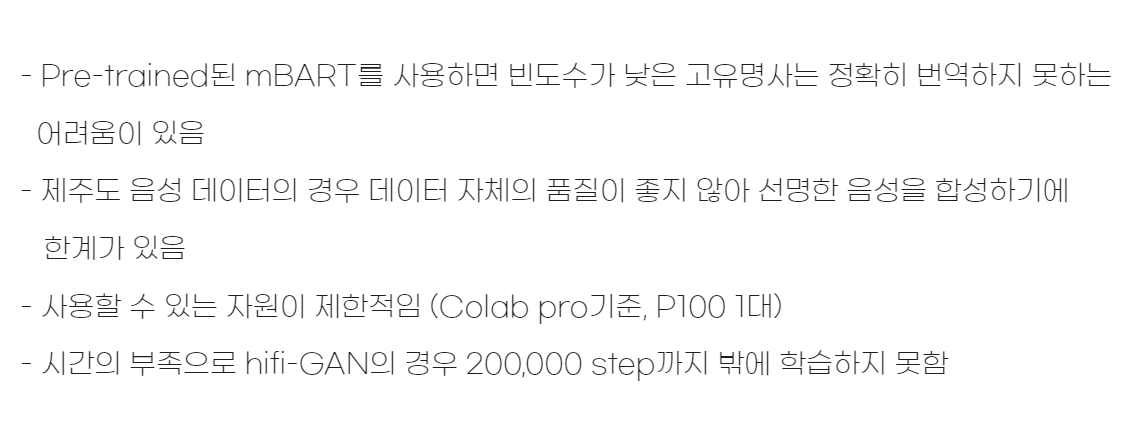 - Pre-trained된 mBART를 사용하면 빈도수가 낮은 고유명사는 정확히 번역하지 못하는
어려움이 있음
- 제주도 음성 데이터의 경우 데이터 자체의 품질이 좋지 않아 선명한 음성을 합성하기에
한계가 있음
- 사용할 수 있는 자원이 제한적임 (Colab pro기준, P100 1대)
- 시간의 부족으로 hifi-GAN의 경우 200,000 step까지 밖에 학습하지 못함